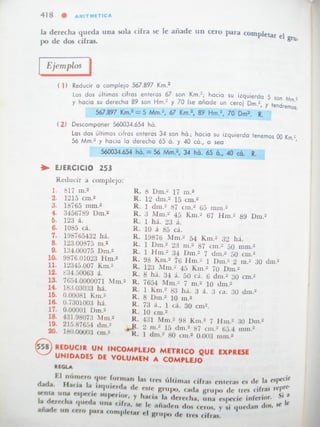 418 • ARITMETICA
la derecha queda una sola cifra se le añade un cero para completar el gru-
po de dos cifras.
Ejemplos
(1) Reducir a complejo 567.897 Km.²
Los dos últimas cifras enteras 67 son Km.²; hacia su izquierda 5 son Mm.²
y hacia su derecha 89 son Hm.² y 70 (se añade un cero) Dm.², y tendremos
567.897 Km.² = 5 Mm.², 67 Km.², 89 Hm.², 70 Dm². R.
(2) Descomponer 560034.654 há.
Las dos últimas cifras enteras 34 son há.; hacia su izquierda tenemos 00 Km.²,
56 Mm.² y hacia la derecha 65 á. y 40 cá., o sea
560034.654 há. = 56 Mm.², 34 há. 65 á., 40 cá. R.
EJERCICIO 253
Reducir a complejo:
1. 817 m.² R. 8 Dm.² 17 m.²
2. 1215 cm.² R. 12 dm.² 15 cm.²
3. 18765 mm.² R. 1 dm.² 87 cm.² 65 mm.²
4. 3456789 Dm.² R. 3 Mm.² 45 Km.² 67 Hm.² 89 Dm.²
5. 123 á. R. 1 há. 23 á.
6. 1085 cá. R. 10 á 85 cá.
7. 198765432 há. R. 19876 Mm.² 54 Km.² 32 há.
8. 123.00875 m.² R. 1 Dm.² 23 m.² 87 cm.² 50 mm.²
9. 134.00075 Dm.² R. 1 Hm.² 34 Dm.² 7 dm.² 50 cm.²
10. 9876.01023 Hm.² R. 98 Km.² 76 Hm.² 1 Dm.² 2 m.² 30 dm.²
11. 12345.007 Km.² R. 123 Mm.² 45 Km.² 70 Dm.²
12. 834.50063 á. R. 8 há. 34 á. 50 cá. 6 dm.² 30 cm.²
13. 7654.0000071 Mm.² R. 7654 Mm.² 7 m.² 10 dm.²
14. 183.0303 há. R. 1 Km.² 83 há. 3 á. 3 ca. 30 dm.²
15. 0.00081 Km.² R. 8 Dm.² 10 m.²
16. 0.7301003 há. R. 73 á., 1 cá. 30 cm.²
17. 0.00001 Dm.² R. 10 cm.²
18. 431.98073 Mm.² R. 431 Mm.² 98 Km.² 7 Hm.² 30 Dm.²
19. 215.87654 dm.² R. 2 m.² 15 dm.² 87 cm.² 65.4 mm.²
20. 180.00003 cm.² R. 1 dm.² 80 cm.² 0.003 mm.²
558 REDUCIR UN INCOMPLEJO METRICO QUE EXPRESE
UNIDADES DE VOLUMEN A COMPLEJO
REGLA
El número que forman las tres últimas cifras enteras es de la especie
dada. Hacia la izquierda de este grupo, cada grupo de tres cifras repre-
senta una especie superior, y hacia la derecha, una especie inferior. Si a
la derecha queda una cifra, se le añaden dos ceros, y si quedan dos, se le
añade un cero para completar el grupo de tres cifras.